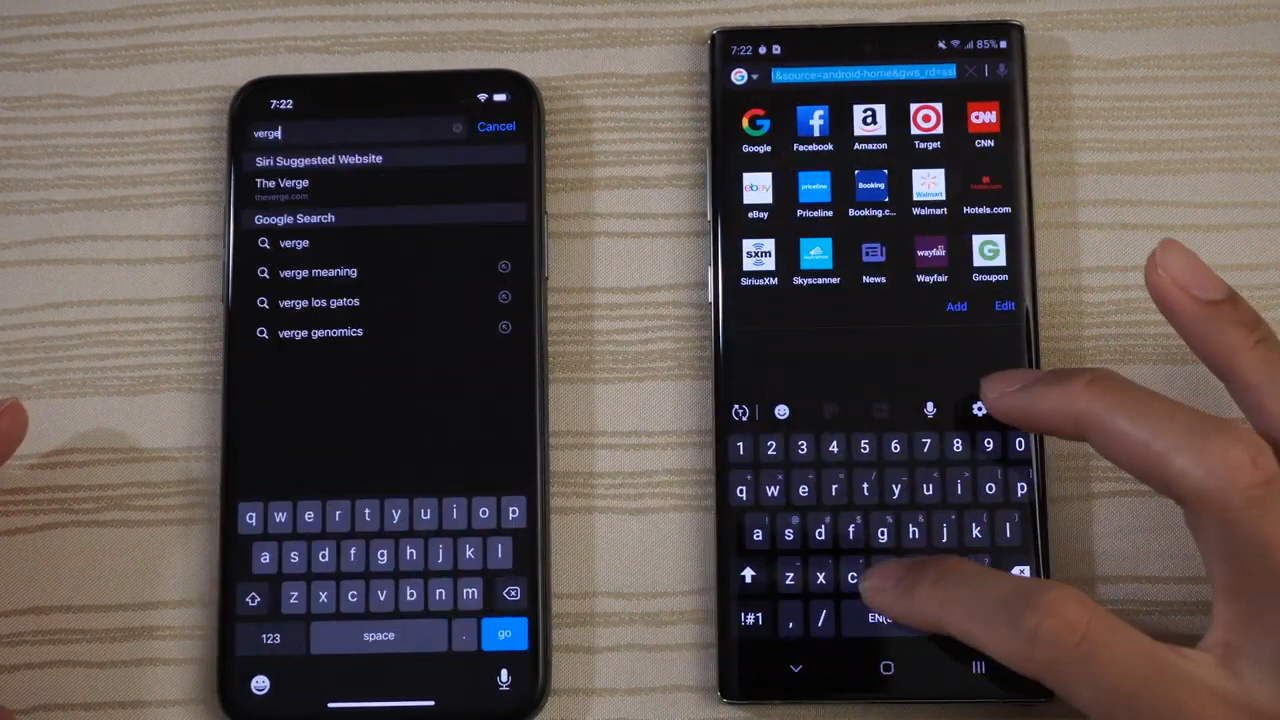 7:22
verge
Cancel
Siri Suggested Website
The Verge
theverge.com
Google Search
verge
verge meaning
verge los gatos
verge genomics
q w e r t y u i o p
a s d f g h j k l
z x c v b n m
123 space . go
7:22 85%
&source=android-home&gws_rd=ssl
Google Facebook Amazon Target CNN
eBay Priceline Booking.c... Walmart Hotels.com
SiriusXM Skyscanner News Wayfair Groupon
Add Edit
1 2 3 4 5 6 7 8 9 0
q w e r t y u i o p
a s d f g h j k l
z x c
!#1 , / EN(